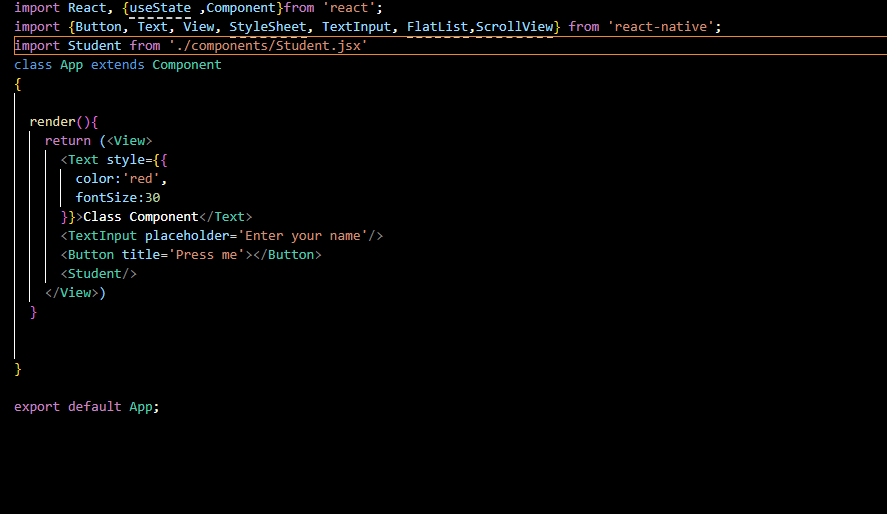 import React, {useState ,Component}from 'react';
import {Button, Text, View, StyleSheet, TextInput, FlatList,ScrollView} from 'react-native';
import Student from './components/Student.jsx'
class App extends Component
{
render(){
return (<View>
<Text style={{
color:'red',
fontSize:30
}}>Class Component</Text>
<TextInput placeholder='Enter your name'/>
<Button title='Press me'></Button>
<Student/>
</View>)
}
}
export default App;